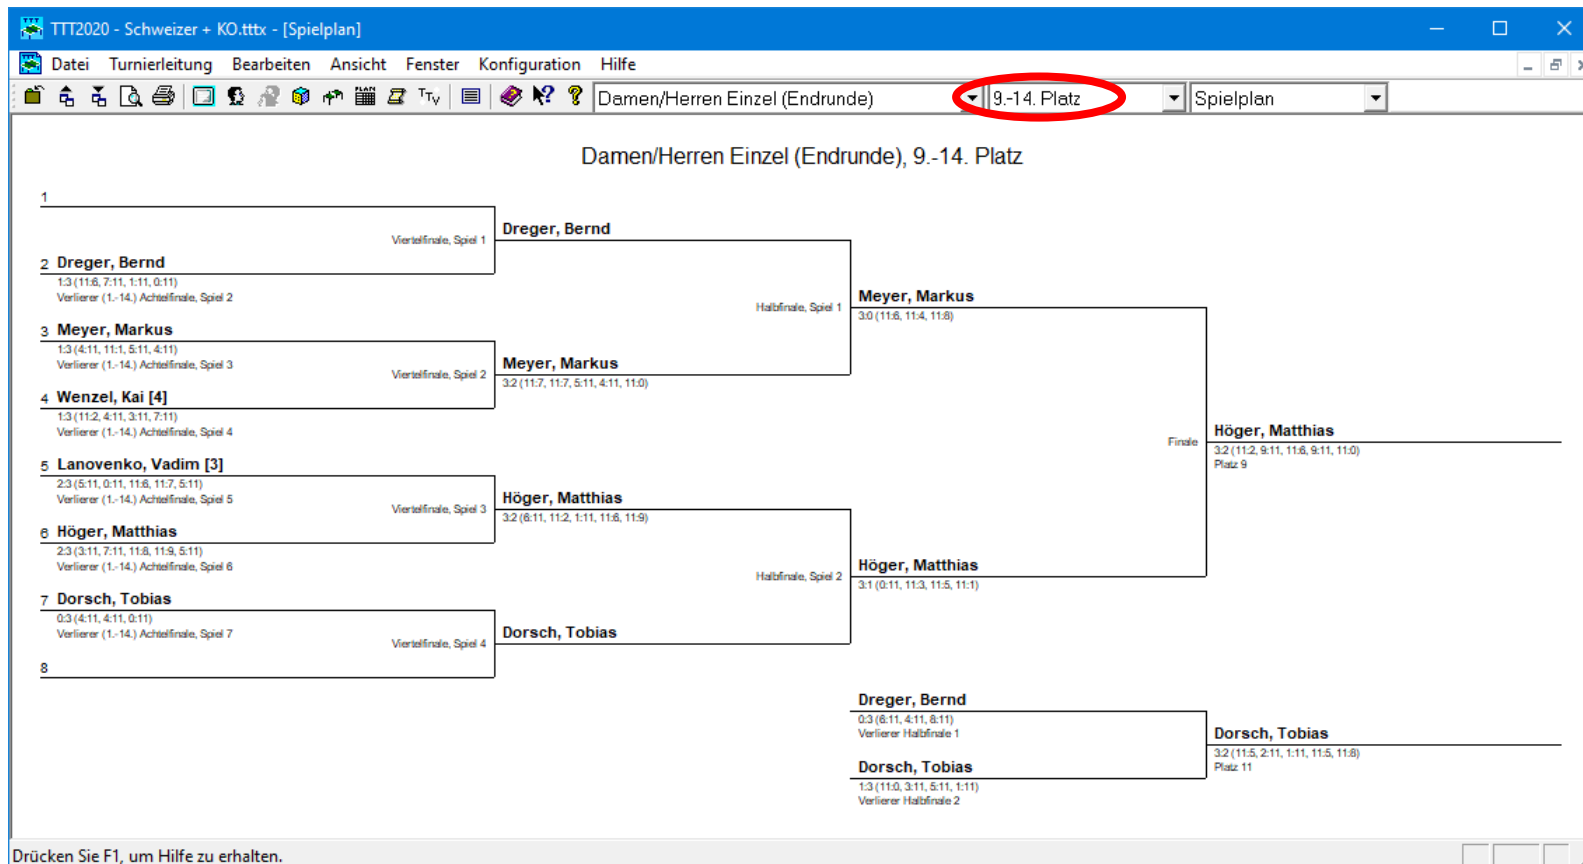 TTT2020 - Schweizer + KO.tttx - [Spielplan]
Datei Turnierleitung Bearbeiten Ansicht Fenster Konfiguration Hilfe
Damen/Herren Einzel (Endrunde) 9.-14. Platz Spielplan
Damen/Herren Einzel (Endrunde), 9.-14. Platz
1
Viertelfinale, Spiel 1
Dreger, Bernd
2 Dreger, Bernd
1:3 (11:6, 7:11, 1:11, 0:11)
Verlierer (1.-14.) Achtelfinale, Spiel 2
Halbfinale, Spiel 1
Meyer, Markus
3:0 (11:6, 11:4, 11:8)
3 Meyer, Markus
1:3 (4:11, 11:1, 5:11, 4:11)
Verlierer (1.-14.) Achtelfinale, Spiel 3
Viertelfinale, Spiel 2
Meyer, Markus
3:2 (11:7, 11:7, 5:11, 4:11, 11:0)
4 Wenzel, Kai [4]
1:3 (11:2, 4:11, 3:11, 7:11)
Verlierer (1.-14.) Achtelfinale, Spiel 4
Finale
Höger, Matthias
3:2 (11:2, 9:11, 11:6, 9:11, 11:0)
Platz 9
5 Lanovenko, Vadim [3]
2:3 (5:11, 0:11, 11:6, 11:7, 5:11)
Verlierer (1.-14.) Achtelfinale, Spiel 5
Viertelfinale, Spiel 3
Höger, Matthias
3:2 (6:11, 11:2, 1:11, 11:6, 11:9)
6 Höger, Matthias
2:3 (3:11, 7:11, 11:8, 11:9, 5:11)
Verlierer (1.-14.) Achtelfinale, Spiel 6
Halbfinale, Spiel 2
Höger, Matthias
3:1 (0:11, 11:3, 11:5, 11:1)
7 Dorsch, Tobias
0:3 (4:11, 4:11, 0:11)
Verlierer (1.-14.) Achtelfinale, Spiel 7
Viertelfinale, Spiel 4
Dorsch, Tobias
8
Dreger, Bernd
0:3 (6:11, 4:11, 8:11)
Verlierer Halbfinale 1
Dorsch, Tobias
3:2 (11:5, 2:11, 1:11, 11:5, 11:8)
Platz 11
Dorsch, Tobias
1:3 (11:0, 3:11, 5:11, 1:11)
Verlierer Halbfinale 2
Drücken Sie F1, um Hilfe zu erhalten.